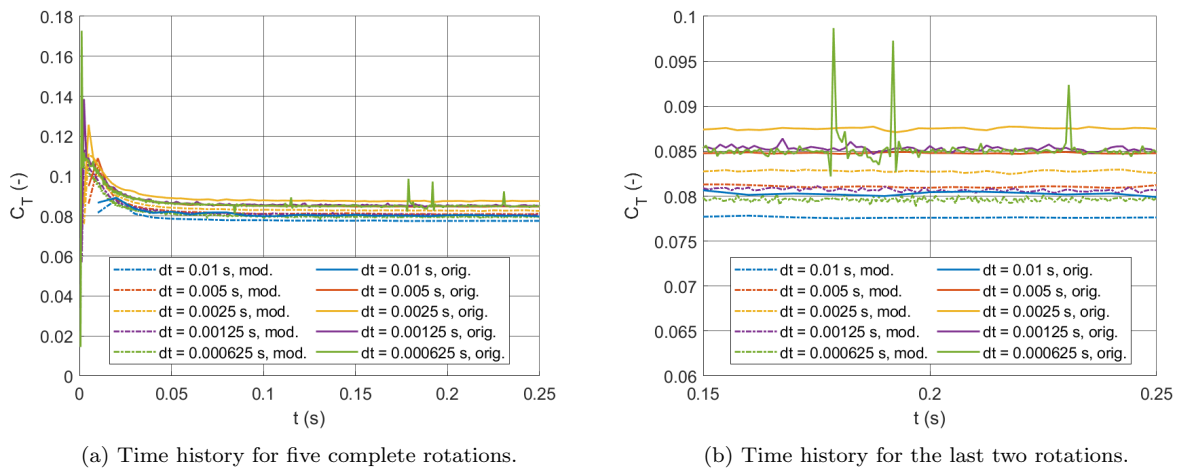 0.18
0.16
0.14
0.12
0.1
0.08
0.06
0.04
0.02
0
C_T (-)
dt = 0.01 s, mod. dt = 0.01 s, orig.
dt = 0.005 s, mod. dt = 0.005 s, orig.
dt = 0.0025 s, mod. dt = 0.0025 s, orig.
dt = 0.00125 s, mod. dt = 0.00125 s, orig.
dt = 0.000625 s, mod. dt = 0.000625 s, orig.
0 0.05 0.1 0.15 0.2 0.25
t (s)
(a) Time history for five complete rotations.
0.1
0.095
0.09
0.085
0.08
0.075
0.07
0.065
0.06
C_T (-)
dt = 0.01 s, mod. dt = 0.01 s, orig.
dt = 0.005 s, mod. dt = 0.005 s, orig.
dt = 0.0025 s, mod. dt = 0.0025 s, orig.
dt = 0.00125 s, mod. dt = 0.00125 s, orig.
dt = 0.000625 s, mod. dt = 0.000625 s, orig.
0.15 0.2 0.25
t (s)
(b) Time history for the last two rotations.